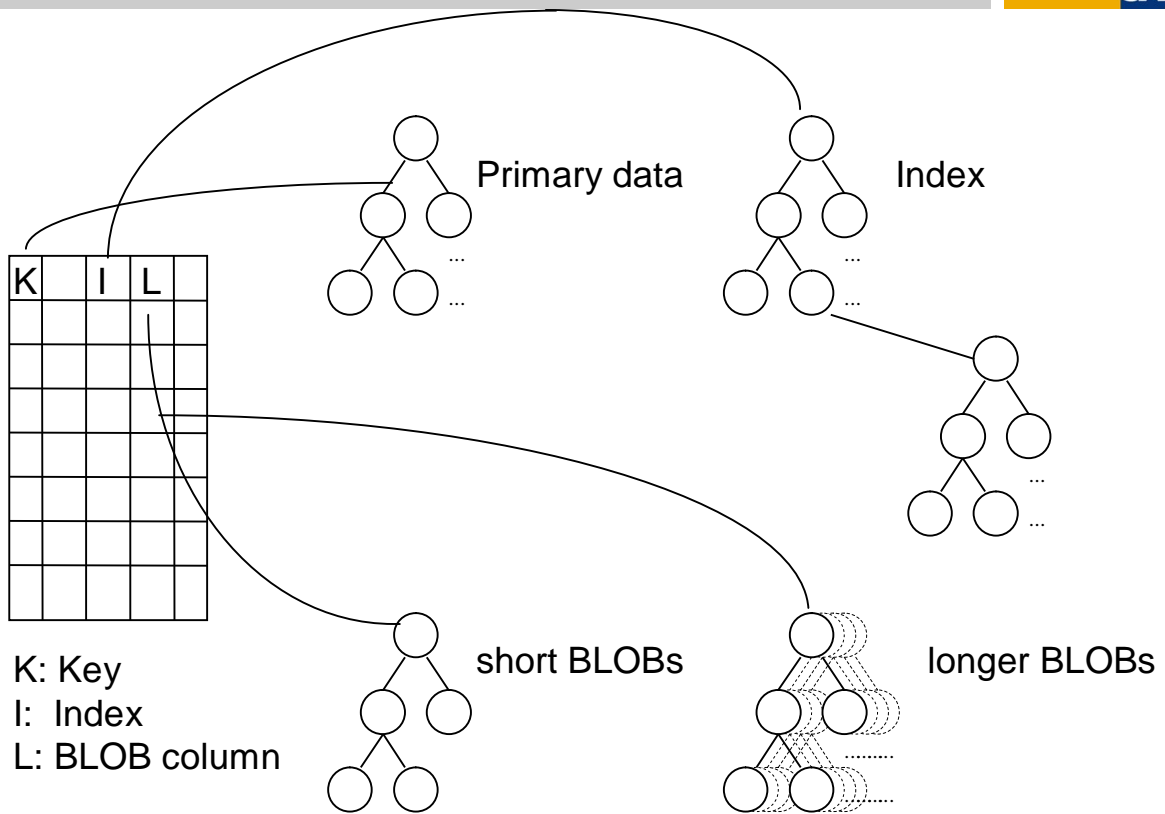 Primary data
Index
...
...
...
...
K I L
...
...
short BLOBs
longer BLOBs
K: Key
I: Index
L: BLOB column
.........
.........